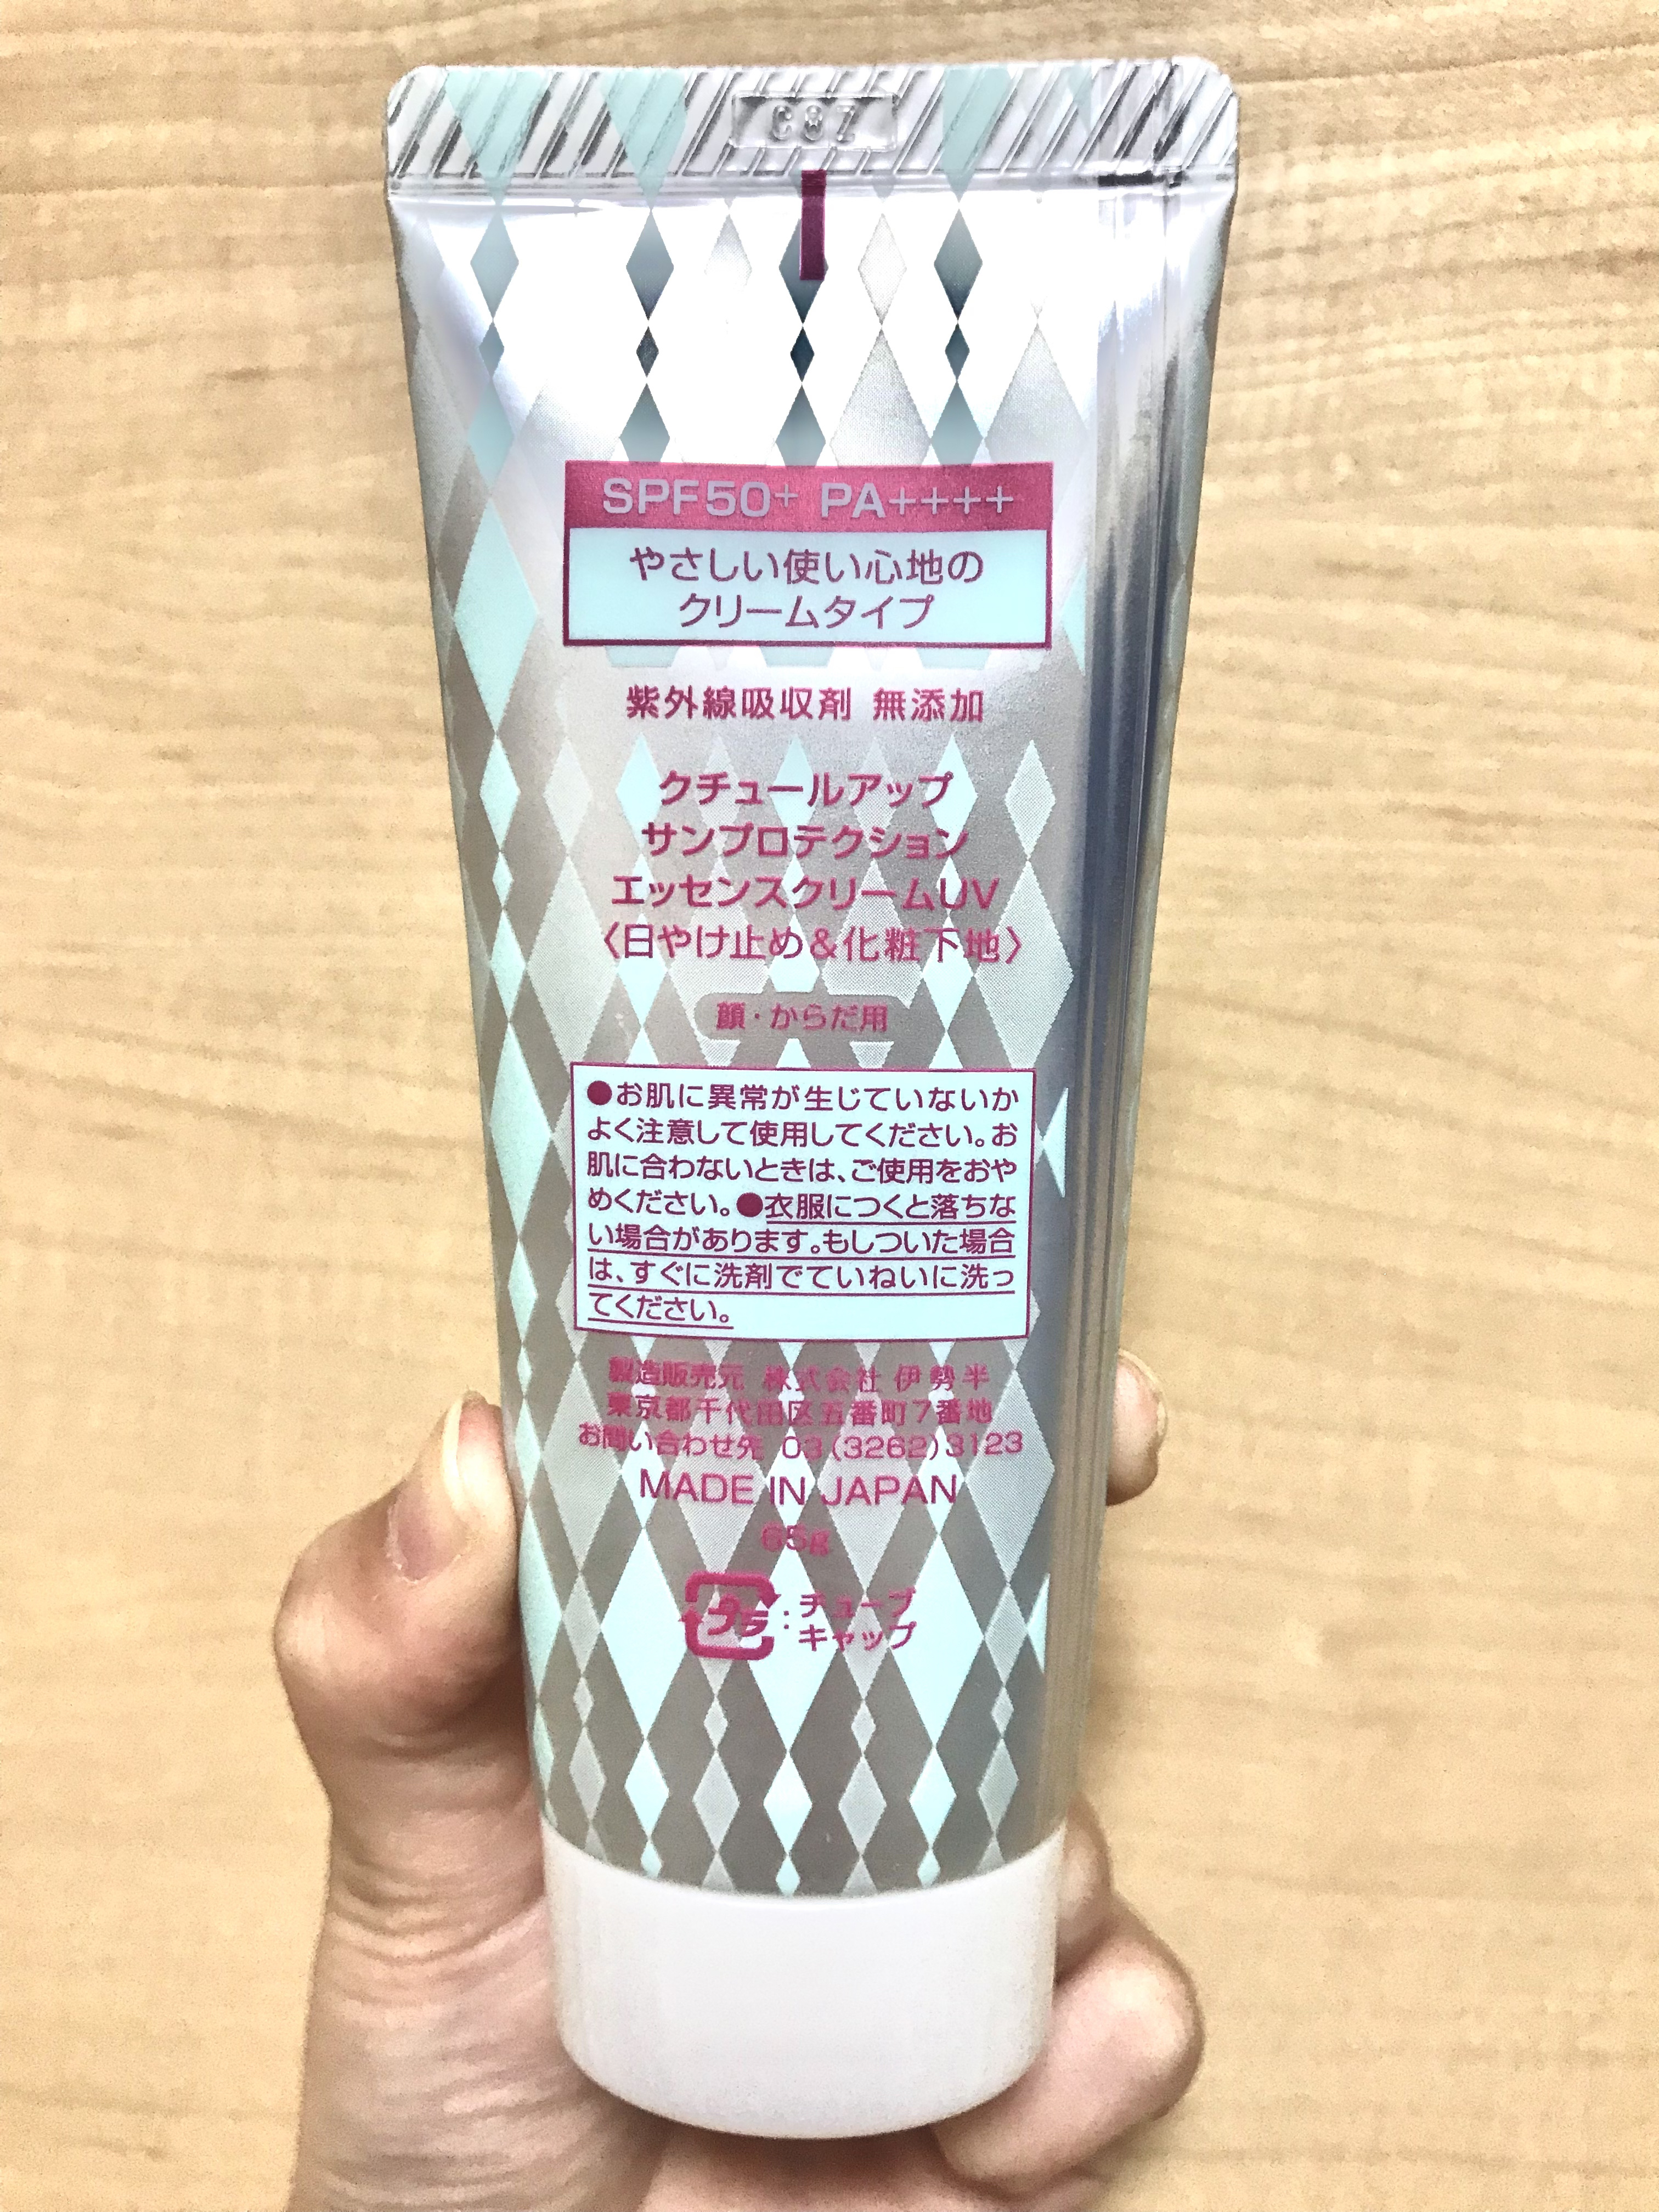 C8Z
SPF50+ PA++++
やさしい使い心地の
クリームタイプ
紫外線吸収剤 無添加
クチュールアップ
サンプロテクション
エッセンスクリームUV
〈日やけ止め&化粧下地〉
顔・からだ用
●お肌に異常が生じていないか
よく注意して使用してください。お
肌に合わないときは、ご使用をおや
めください。●衣服につくと落ちな
い場合があります。もしついた場合
は、すぐに洗剤でていねいに洗っ
てください。
製造販売元 株式会社 伊勢半
東京都千代田区五番町7番地
お問い合わせ先 03(3262)3123
MADE IN JAPAN
65g
プラ:チューブ
:キャップ